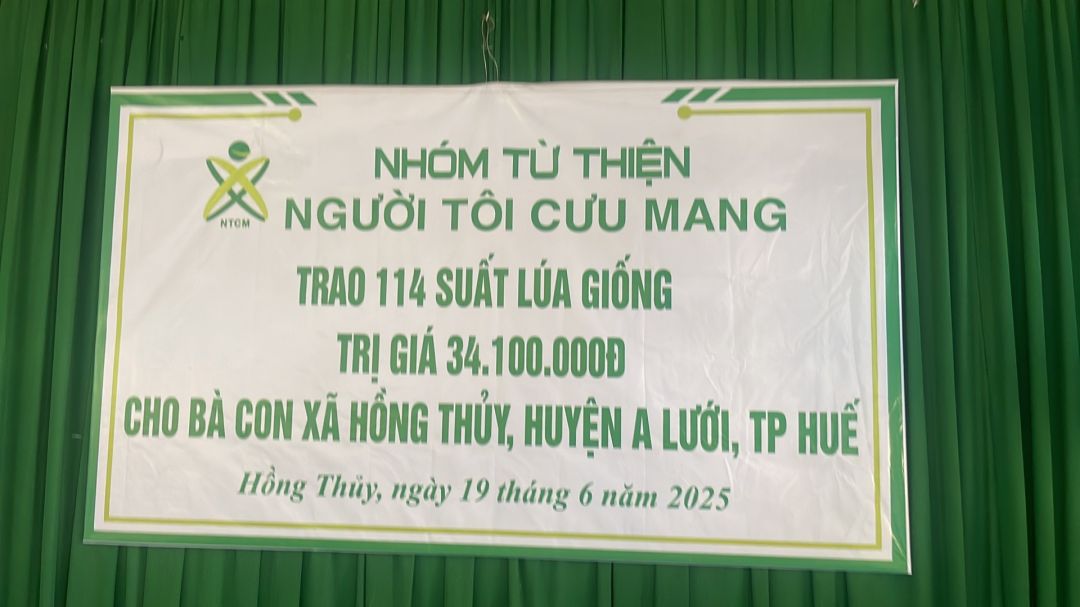 NHÓM TỪ THIỆN
NTCM
NGƯỜI TÔI CƯU MANG
TRAO 114 SUẤT LÚA GIỐNG
TRỊ GIÁ 34.100.000Đ
CHO BÀ CON XÃ HỒNG THỦY, HUYỆN A LƯỚI, TP HUẾ
Hồng Thủy, ngày 19 tháng 6 năm 2025